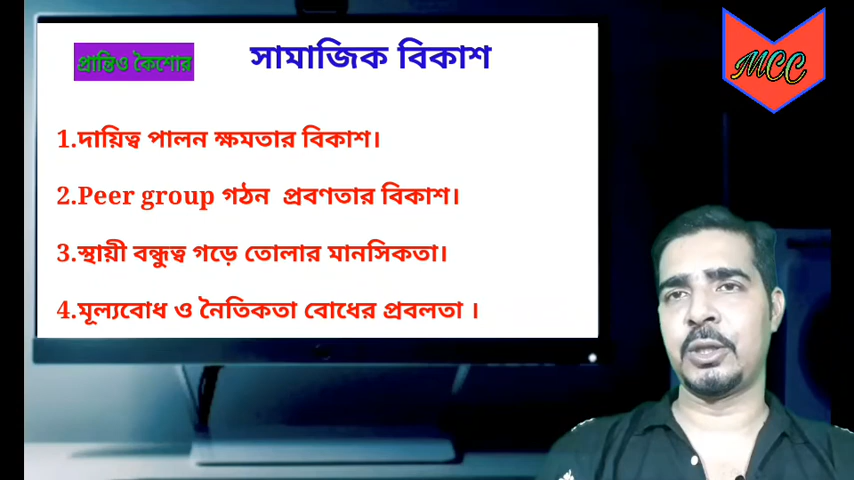 প্রান্তিও কৈশোর
সামাজিক বিকাশ
MCC
1.দায়িত্ব পালন ক্ষমতার বিকাশ।
2.Peer group গঠন প্রবণতার বিকাশ।
3.স্থায়ী বন্ধুত্ব গড়ে তোলার মানসিকতা।
4.মূল্যবোধ ও নৈতিকতা বোধের প্রবলতা ।